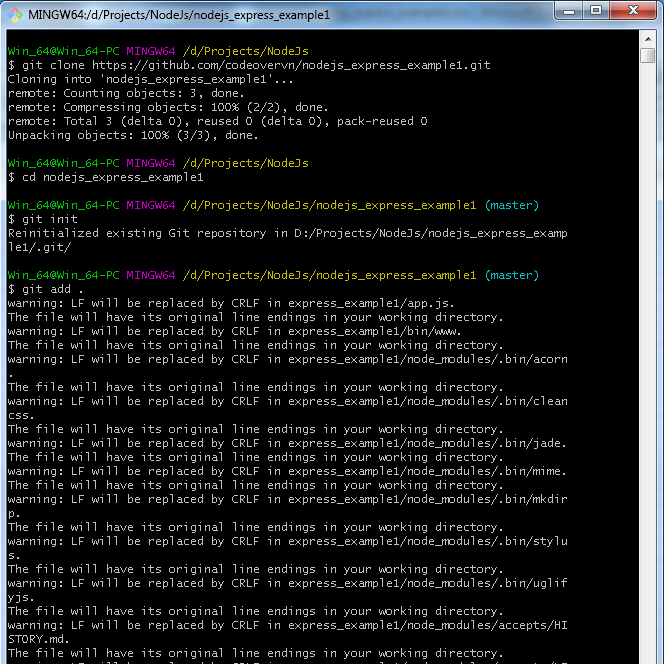 MINGW64:/d/Projects/NodeJs/nodejs_express_example1
Win_64@Win_64-PC MINGW64 /d/Projects/NodeJs
$ git clone https://github.com/codeovervn/nodejs_express_example1.git
Cloning into 'nodejs_express_example1'...
remote: Counting objects: 3, done.
remote: Compressing objects: 100% (2/2), done.
remote: Total 3 (delta 0), reused 0 (delta 0), pack-reused 0
Unpacking objects: 100% (3/3), done.
Win_64@Win_64-PC MINGW64 /d/Projects/NodeJs
$ cd nodejs_express_example1
Win_64@Win_64-PC MINGW64 /d/Projects/NodeJs/nodejs_express_example1 (master)
$ git init
Reinitialized existing Git repository in D:/Projects/NodeJs/nodejs_express_examp
le1/.git/
Win_64@Win_64-PC MINGW64 /d/Projects/NodeJs/nodejs_express_example1 (master)
$ git add .
warning: LF will be replaced by CRLF in express_example1/app.js.
The file will have its original line endings in your working directory.
warning: LF will be replaced by CRLF in express_example1/bin/www.
The file will have its original line endings in your working directory.
warning: LF will be replaced by CRLF in express_example1/node_modules/.bin/acorn
.
The file will have its original line endings in your working directory.
warning: LF will be replaced by CRLF in express_example1/node_modules/.bin/clean
css.
The file will have its original line endings in your working directory.
warning: LF will be replaced by CRLF in express_example1/node_modules/.bin/jade.
The file will have its original line endings in your working directory.
warning: LF will be replaced by CRLF in express_example1/node_modules/.bin/mime.
The file will have its original line endings in your working directory.
warning: LF will be replaced by CRLF in express_example1/node_modules/.bin/mkdir
p.
The file will have its original line endings in your working directory.
warning: LF will be replaced by CRLF in express_example1/node_modules/.bin/stylu
s.
The file will have its original line endings in your working directory.
warning: LF will be replaced by CRLF in express_example1/node_modules/.bin/uglif
yjs.
The file will have its original line endings in your working directory.
warning: LF will be replaced by CRLF in express_example1/node_modules/accepts/HI
STORY.md.
The file will have its original line endings in your working directory.